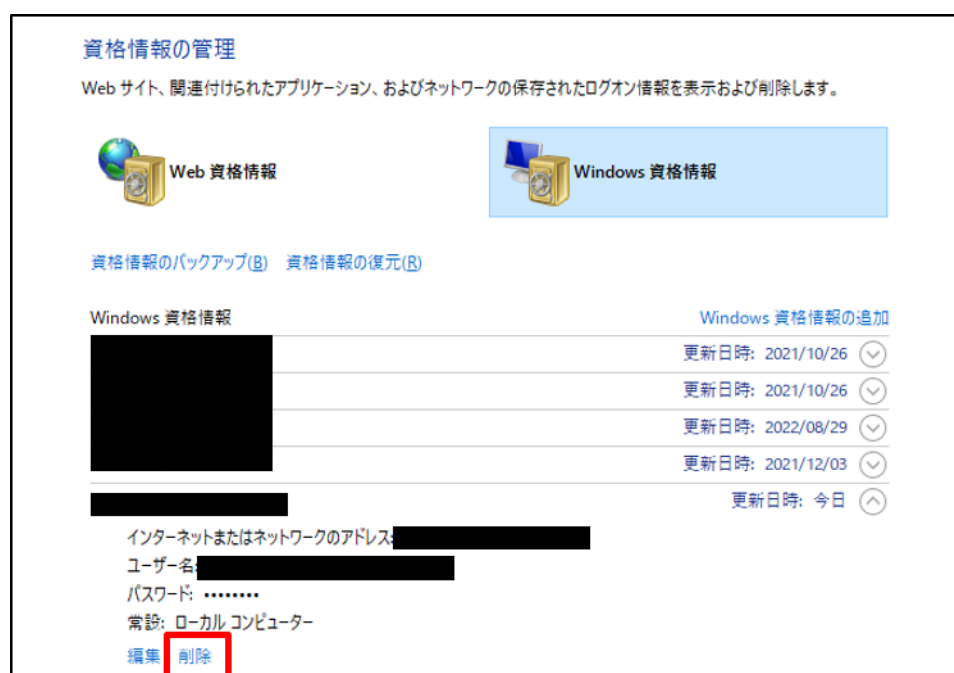 資格情報の管理
Web サイト、関連付けられたアプリケーション、およびネットワークの保存されたログオン情報を表示および削除します。
Web 資格情報
Windows 資格情報
資格情報のバックアップ(B) 資格情報の復元(R)
Windows 資格情報 Windows 資格情報の追加
更新日時: 2021/10/26
更新日時: 2021/10/26
更新日時: 2022/08/29
更新日時: 2021/12/03
更新日時: 今日
インターネットまたはネットワークのアドレス:
ユーザー名:
パスワード: ••••••••
常設: ローカル コンピューター
編集 削除